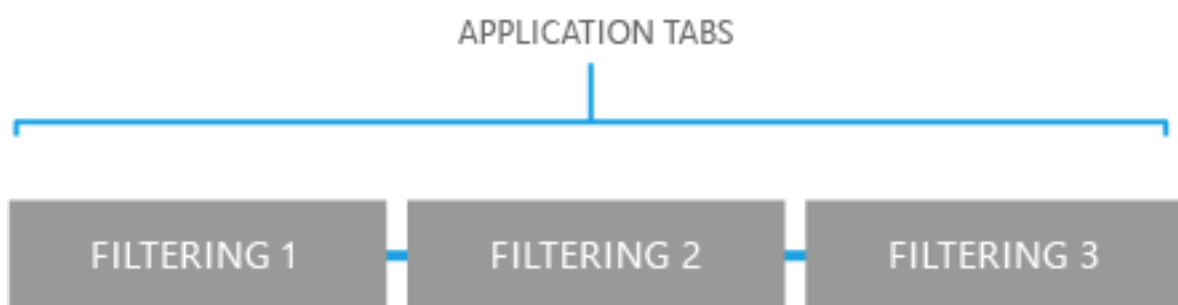 APPLICATION TABS
FILTERING 1
FILTERING 2
FILTERING 3